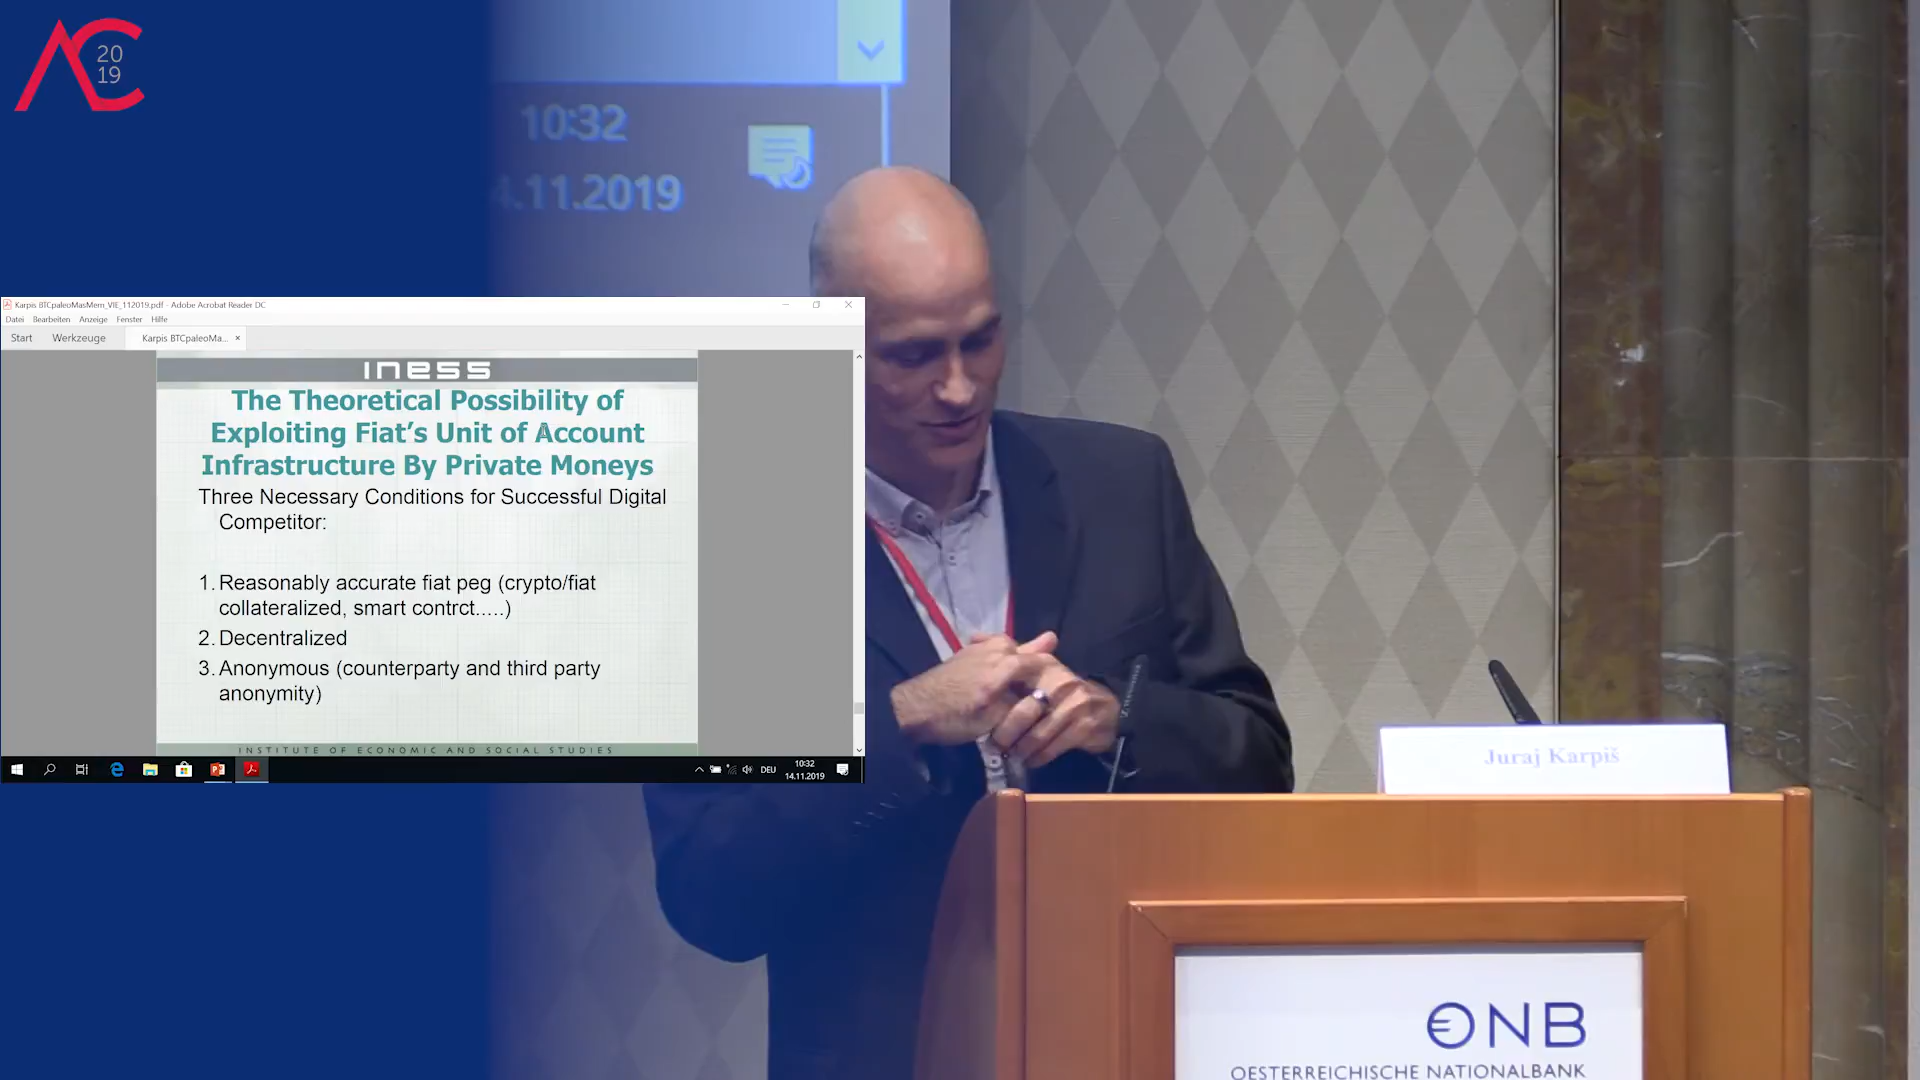 AC
20
19
10:32
4.11.2019
Karpis BTCpaleoMasMem_VIE_112019.pdf - Adobe Acrobat Reader DC
Datei Bearbeiten Anzeige Fenster Hilfe
Start Werkzeuge Karpis BTCpaleoMa... ×
INESS
The Theoretical Possibility of
Exploiting Fiat’s Unit of Account
Infrastructure By Private Moneys
Three Necessary Conditions for Successful Digital
Competitor:
1. Reasonably accurate fiat peg (crypto/fiat
collateralized, smart contrct.....)
2. Decentralized
3. Anonymous (counterparty and third party
anonymity)
INSTITUTE OF ECONOMIC AND SOCIAL STUDIES
DEU
10:32
14.11.2019
Juraj Karpiš
ONB
OESTERREICHISCHE NATIONALBANK